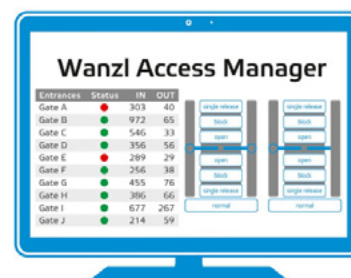 Wanzl Access Manager
Entrances Status IN OUT
Gate A 303 40
Gate B 972 65
Gate C 546 33
Gate D 356 56
Gate E 289 29
Gate F 256 38
Gate G 455 76
Gate H 386 66
Gate I 677 267
Gate J 214 59
single release single release
block block
open open
open open
block block
single release single release
normal normal